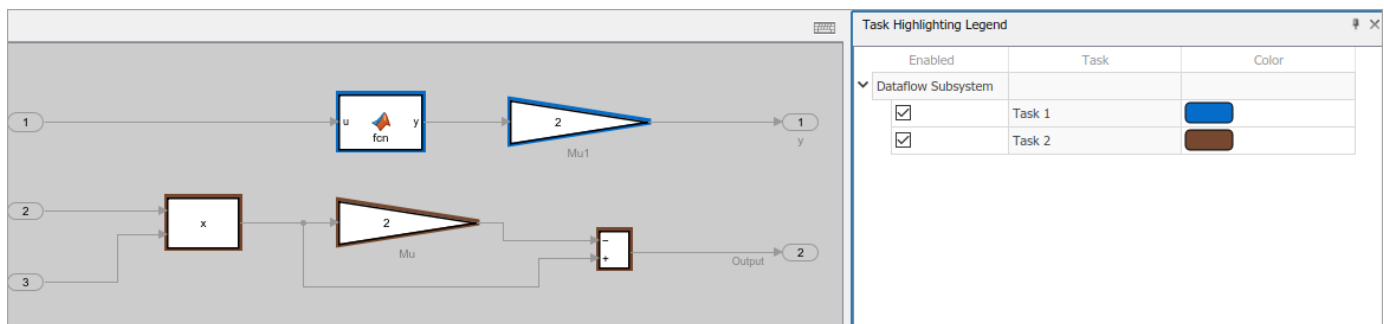 Task Highlighting Legend
Enabled Task Color
Dataflow Subsystem
Task 1
Task 2
1 u fcn y 2 Mu1 1 y
2 x 2 Mu − + Output 2
3